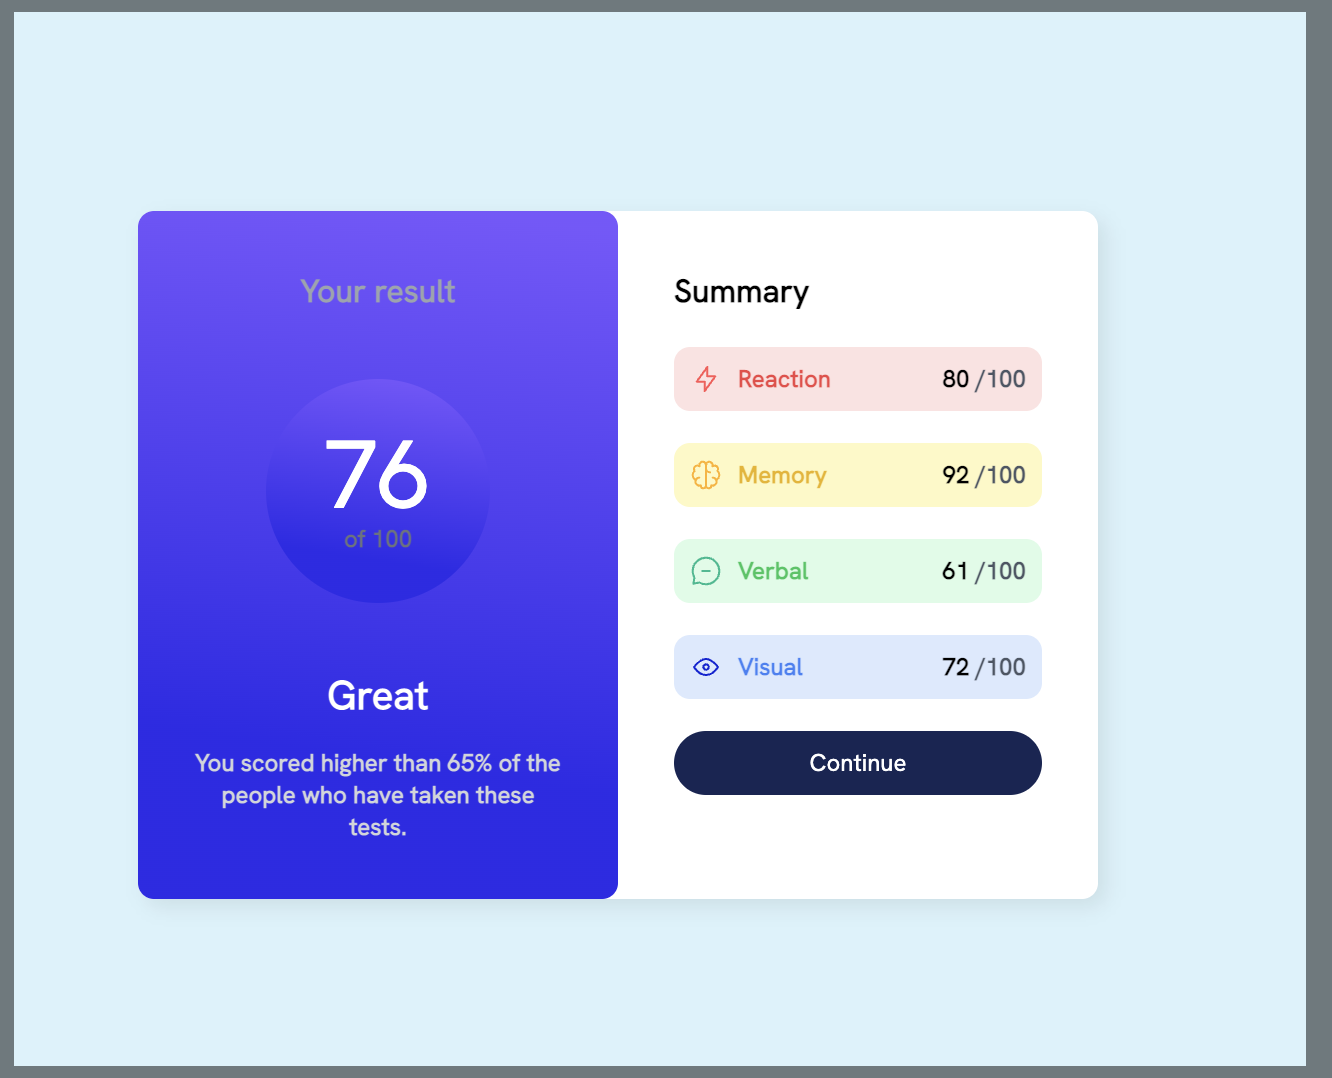 Your result
76
of 100
Great
You scored higher than 65% of the
people who have taken these
tests.
Summary
Reaction 80 /100
Memory 92 /100
Verbal 61 /100
Visual 72 /100
Continue